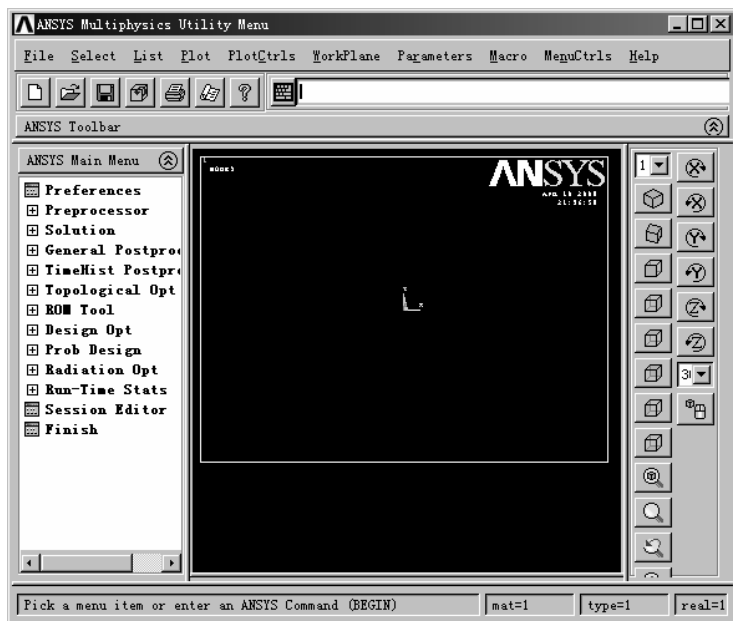 ANSYS Multiphysics Utility Menu
File Select List Plot PlotCtrls WorkPlane Parameters Macro MenuCtrls Help
ANSYS Toolbar
ANSYS Main Menu
Preferences
Preprocessor
Solution
General Postproc
TimeHist Postpr
Topological Opt
ROM Tool
Design Opt
Prob Design
Radiation Opt
Run-Time Stats
Session Editor
Finish
1
ANSYS
Y
X
1
X
X
Y
Y
Z
Z
Pick a menu item or enter an ANSYS Command (BEGIN) mat=1 type=1 real=1